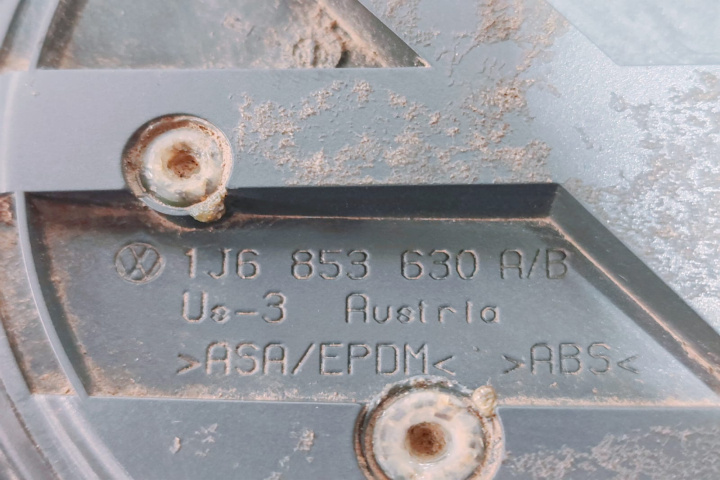 1J6 853 630 A/B
Us-3 Austria
>ASA/EPDM< >ABS<